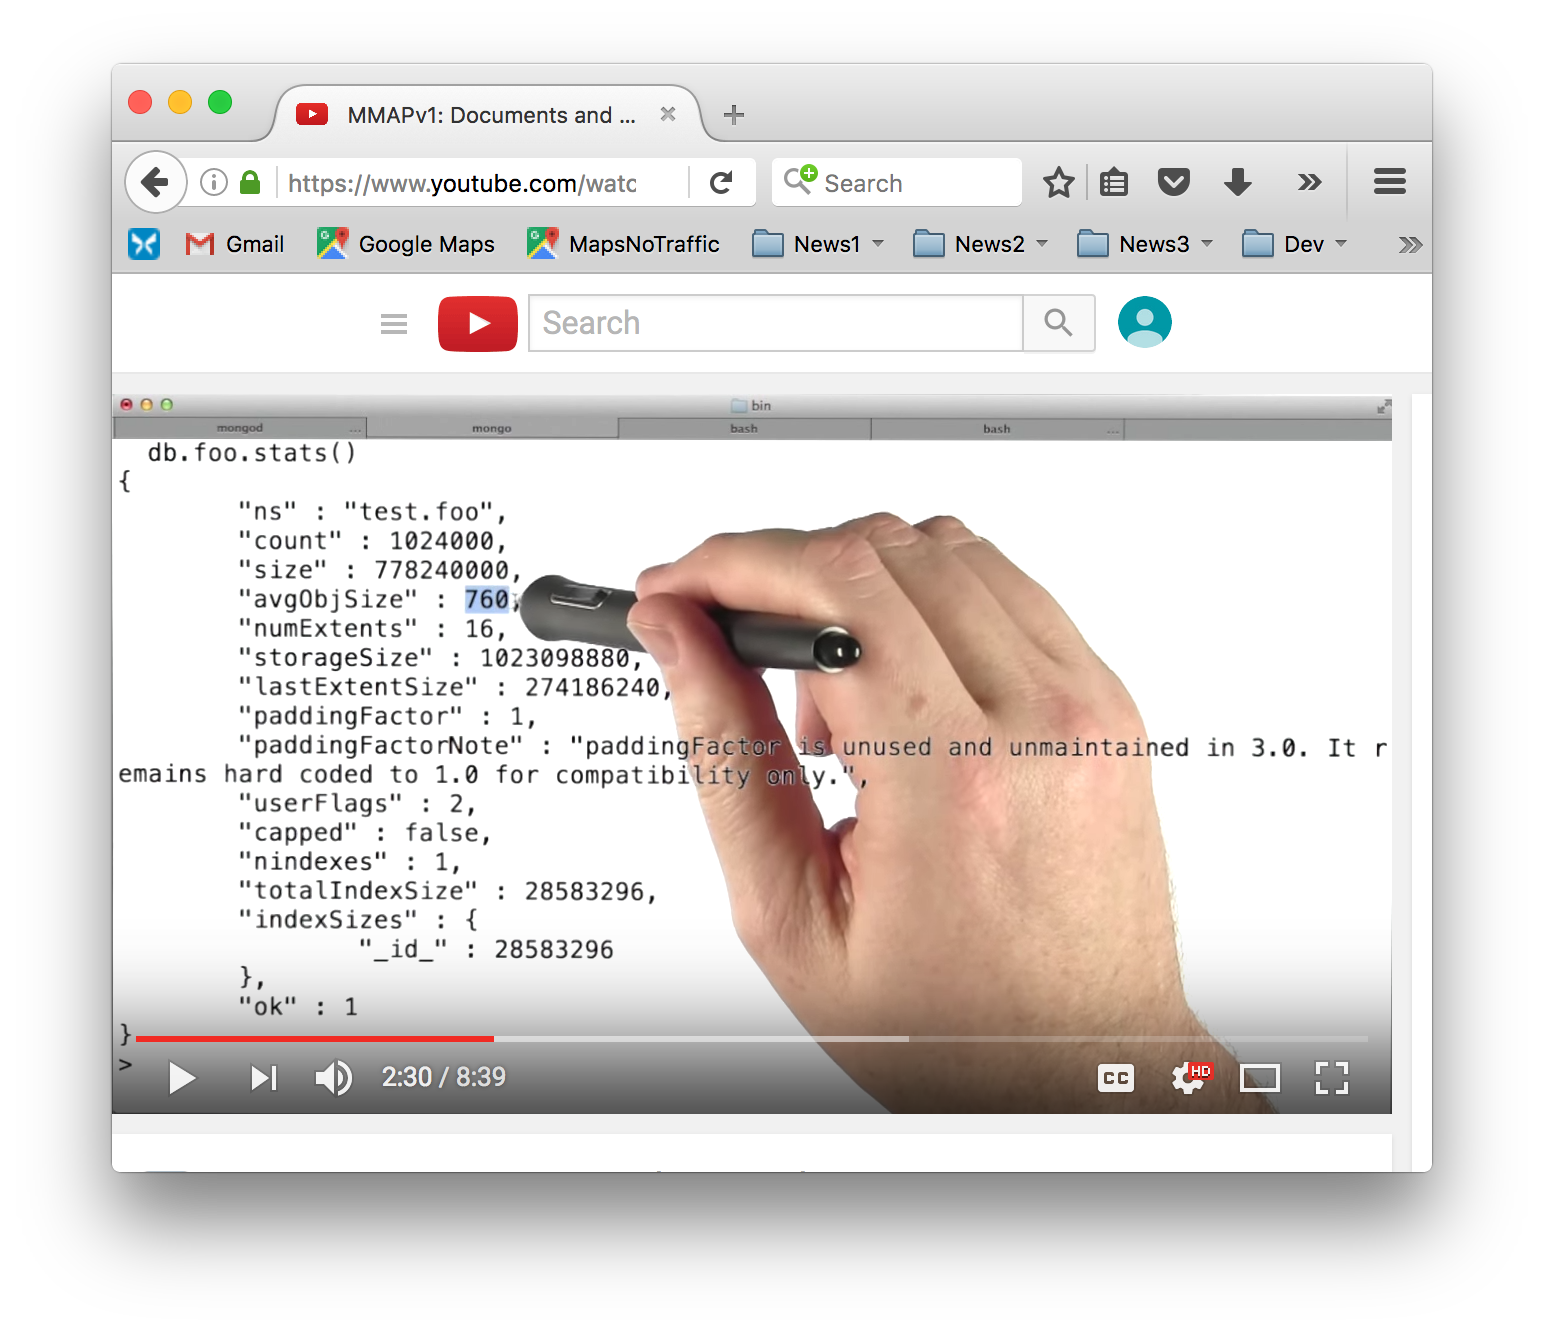 MMAPv1: Documents and ...
https://www.youtube.com/watc
Search
Gmail
Google Maps
MapsNoTraffic
News1
News2
News3
Dev
Search
bin
mongod ...
mongo
bash
bash ...
db.foo.stats()
{
"ns" : "test.foo",
"count" : 1024000,
"size" : 778240000,
"avgObjSize" : 760,
"numExtents" : 16,
"storageSize" : 1023098880,
"lastExtentSize" : 274186240,
"paddingFactor" : 1,
"paddingFactorNote" : "paddingFactor is unused and unmaintained in 3.0. It r
emains hard coded to 1.0 for compatibility only.",
"userFlags" : 2,
"capped" : false,
"nindexes" : 1,
"totalIndexSize" : 28583296,
"indexSizes" : {
"_id_" : 28583296
},
"ok" : 1
}
>
2:30 / 8:39
CC
HD